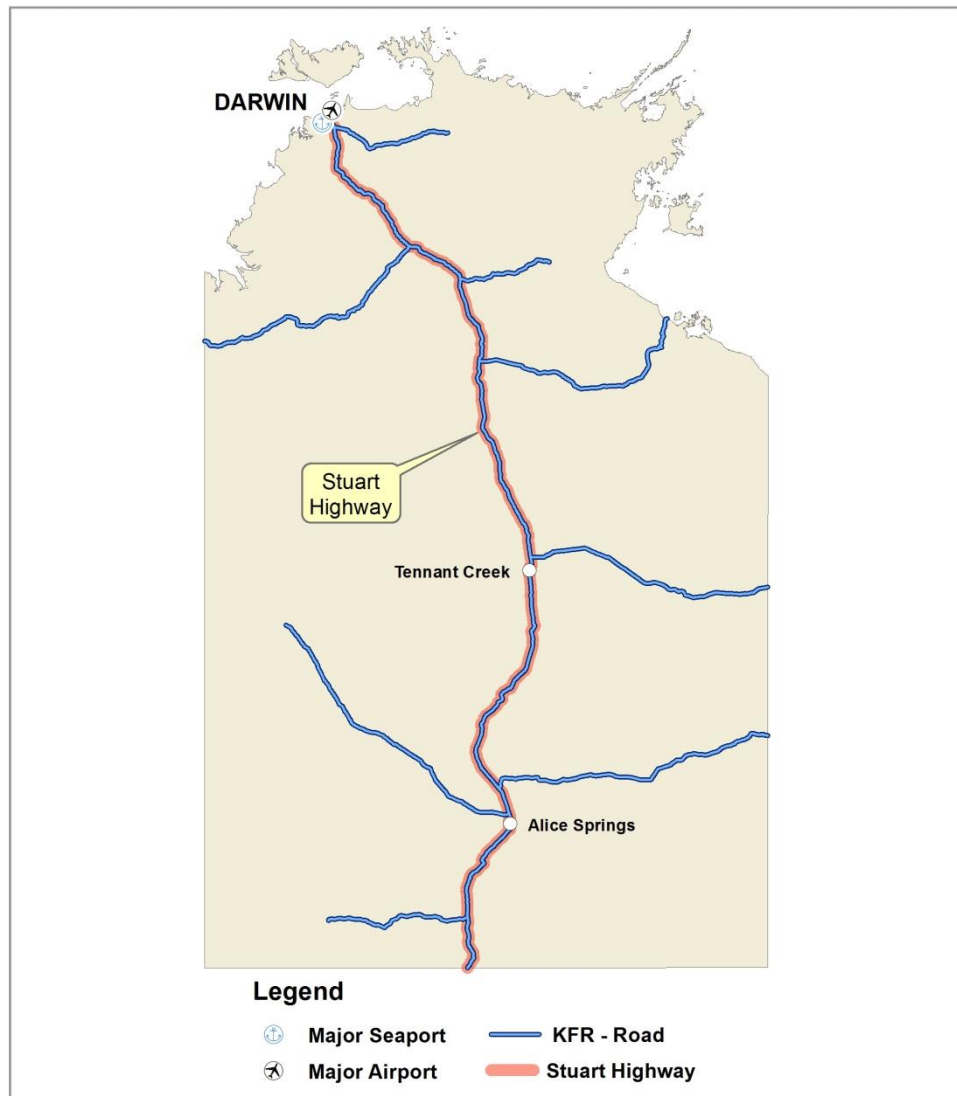 DARWIN
Stuart
Highway
Tennant Creek
Alice Springs
Legend
Major Seaport
KFR - Road
Major Airport
Stuart Highway